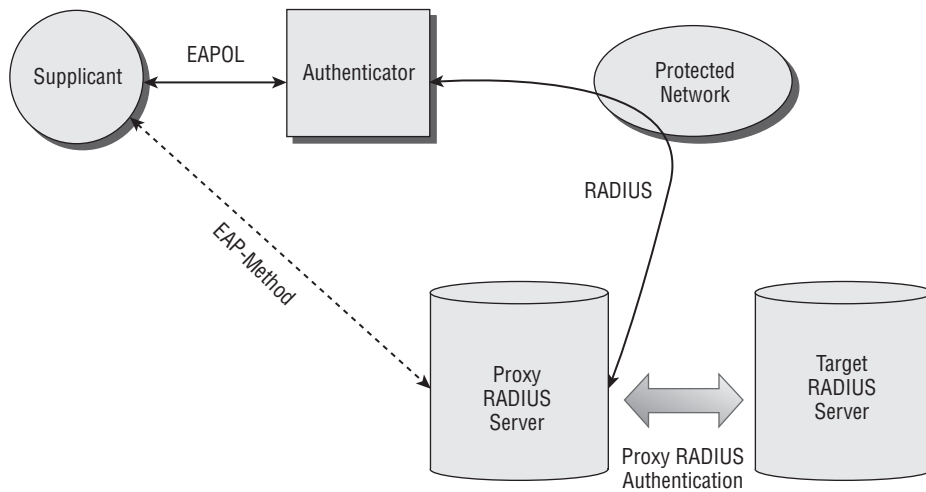 Supplicant
EAPOL
Authenticator
Protected
Network
RADIUS
EAP-Method
Proxy
RADIUS
Server
Target
RADIUS
Server
Proxy RADIUS
Authentication